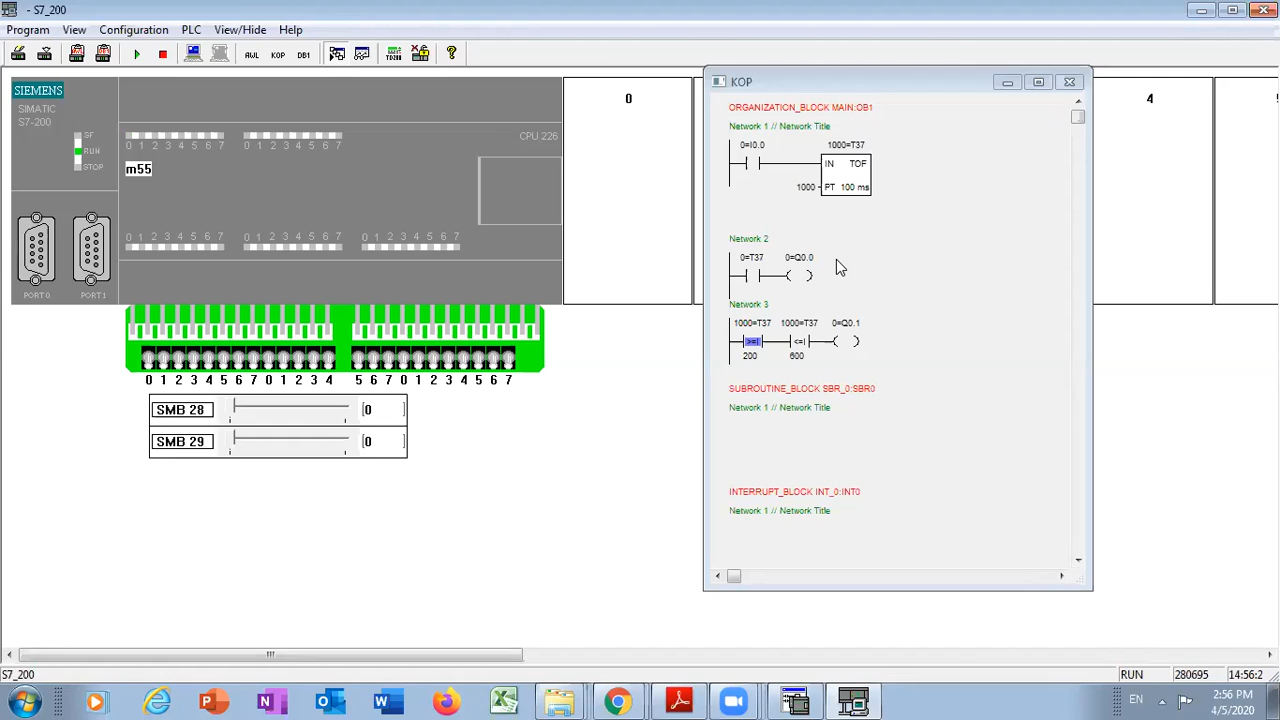 - S7_200
Program View Configuration PLC View/Hide Help
AWL KOP DB1 TD200
SIEMENS
SIMATIC
S7-200
SF
RUN
STOP
0 1 2 3 4 5 6 7 0 1 2 3 4 5 6 7
CPU 226
m55
0 1 2 3 4 5 6 7 0 1 2 3 4 5 6 7 0 1 2 3 4 5 6 7
PORT0 PORT1
0 1 2 3 4 5 6 7 0 1 2 3 4 5 6 7 0 1 2 3 4 5 6 7
SMB 28 [0 ]
SMB 29 [0 ]
0
4
KOP
ORGANIZATION_BLOCK MAIN:OB1
Network 1 // Network Title
0=I0.0 1000=T37
IN TOF
1000 PT 100 ms
Network 2
0=T37 0=Q0.0
Network 3
1000=T37 1000=T37 0=Q0.1
>=I <=I
200 600
SUBROUTINE_BLOCK SBR_0:SBR0
Network 1 // Network Title
INTERRUPT_BLOCK INT_0:INT0
Network 1 // Network Title
S7_200 RUN 280695 14:56:2
EN 2:56 PM
4/5/2020